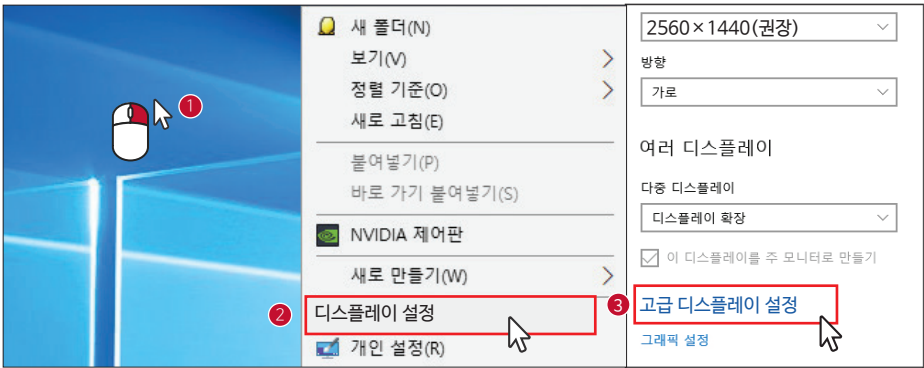 1
새 폴더(N)
보기(V)
정렬 기준(O)
새로 고침(E)
붙여넣기(P)
바로 가기 붙여넣기(S)
NVIDIA 제어판
새로 만들기(W)
2
디스플레이 설정
개인 설정(R)
2560×1440(권장)
방향
가로
여러 디스플레이
다중 디스플레이
디스플레이 확장
이 디스플레이를 주 모니터로 만들기
3
고급 디스플레이 설정
그래픽 설정